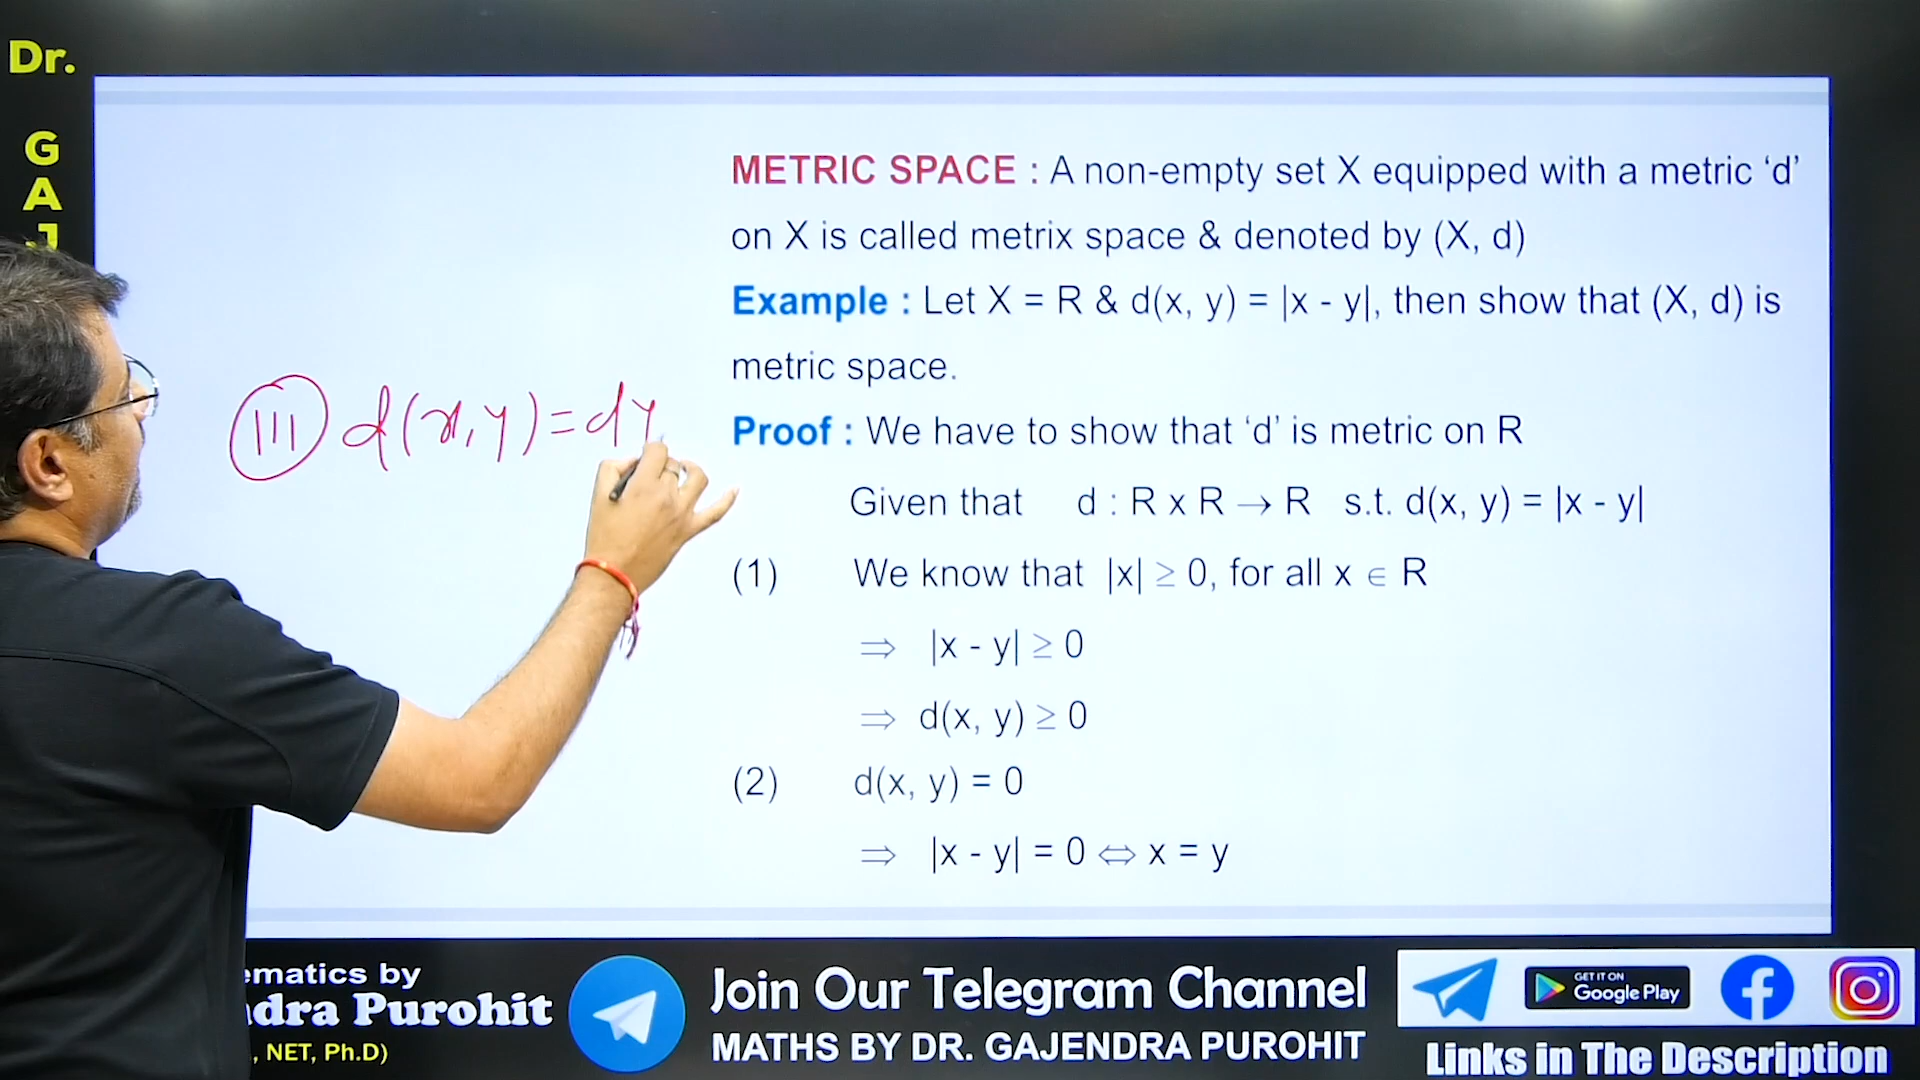 Dr.
G
A
J
METRIC SPACE : A non-empty set X equipped with a metric ‘d’
on X is called metrix space & denoted by (X, d)
Example : Let X = R & d(x, y) = |x - y|, then show that (X, d) is
metric space.
(III) d(x,y)=dy
Proof : We have to show that ‘d’ is metric on R
Given that d : R x R → R s.t. d(x, y) = |x - y|
(1) We know that |x| ≥ 0, for all x ∈ R
⇒ |x - y| ≥ 0
⇒ d(x, y) ≥ 0
(2) d(x, y) = 0
⇒ |x - y| = 0 ⇔ x = y
ematics by
ndra Purohit
, NET, Ph.D)
Join Our Telegram Channel
MATHS BY DR. GAJENDRA PUROHIT
GET IT ON
Google Play
Links in The Description